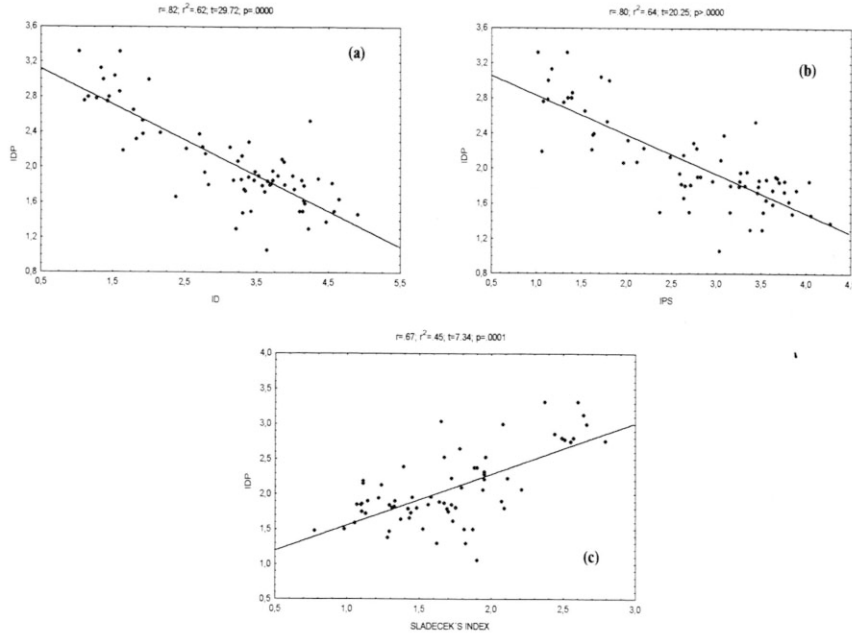 r=.82; r²=.62; t=29.72; p=.0000
(a)
IDP
3,6
3,2
2,8
2,4
2,0
1,6
1,2
0,8
0,5 1,5 2,5 3,5 4,5 5,5
ID
r=.80; r²=.64; t=20.25; p>.0000
(b)
IDP
3,6
3,2
2,8
2,4
2,0
1,6
1,2
0,8
0,5 1,0 1,5 2,0 2,5 3,0 3,5 4,0 4,5
IPS
r=.67; r²=.45; t=7.34; p=.0001
IDP
4,0
3,5
3,0
2,5
2,0
1,5
1,0
0,5
(c)
0,5 1,0 1,5 2,0 2,5 3,0
SLADECEK´S INDEX